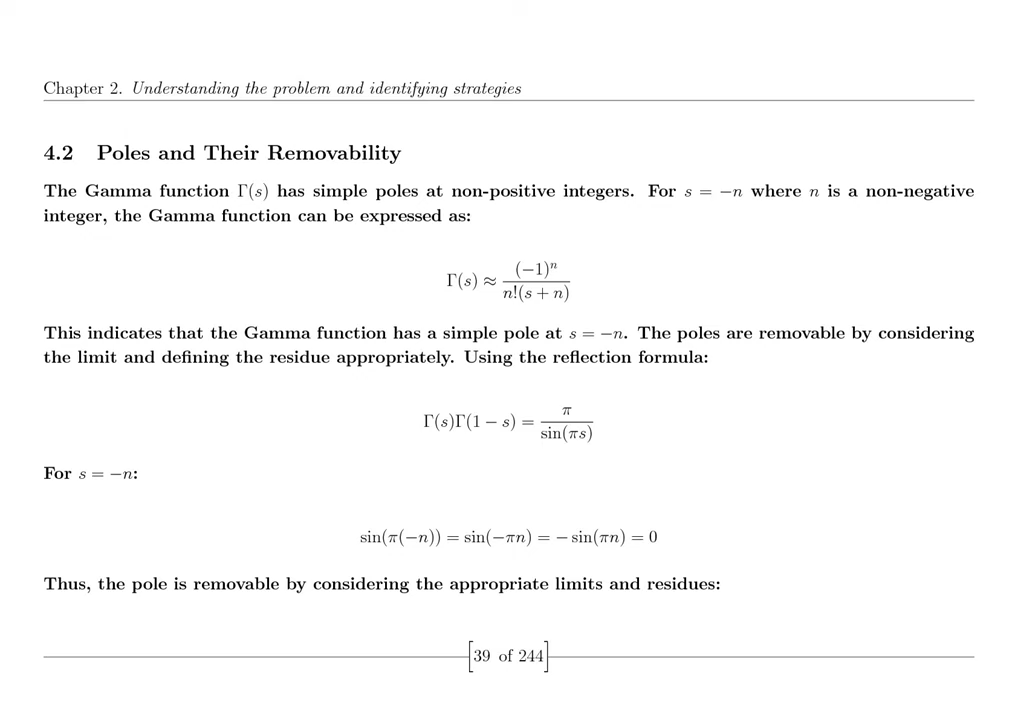 Chapter 2. Understanding the problem and identifying strategies
4.2 Poles and Their Removability
The Gamma function Γ(s) has simple poles at non-positive integers. For s = −n where n is a non-negative
integer, the Gamma function can be expressed as:
Γ(s) ≈ (−1)^n / n!(s + n)
This indicates that the Gamma function has a simple pole at s = −n. The poles are removable by considering
the limit and defining the residue appropriately. Using the reflection formula:
Γ(s)Γ(1 − s) = π / sin(πs)
For s = −n:
sin(π(−n)) = sin(−πn) = − sin(πn) = 0
Thus, the pole is removable by considering the appropriate limits and residues:
[39 of 244]